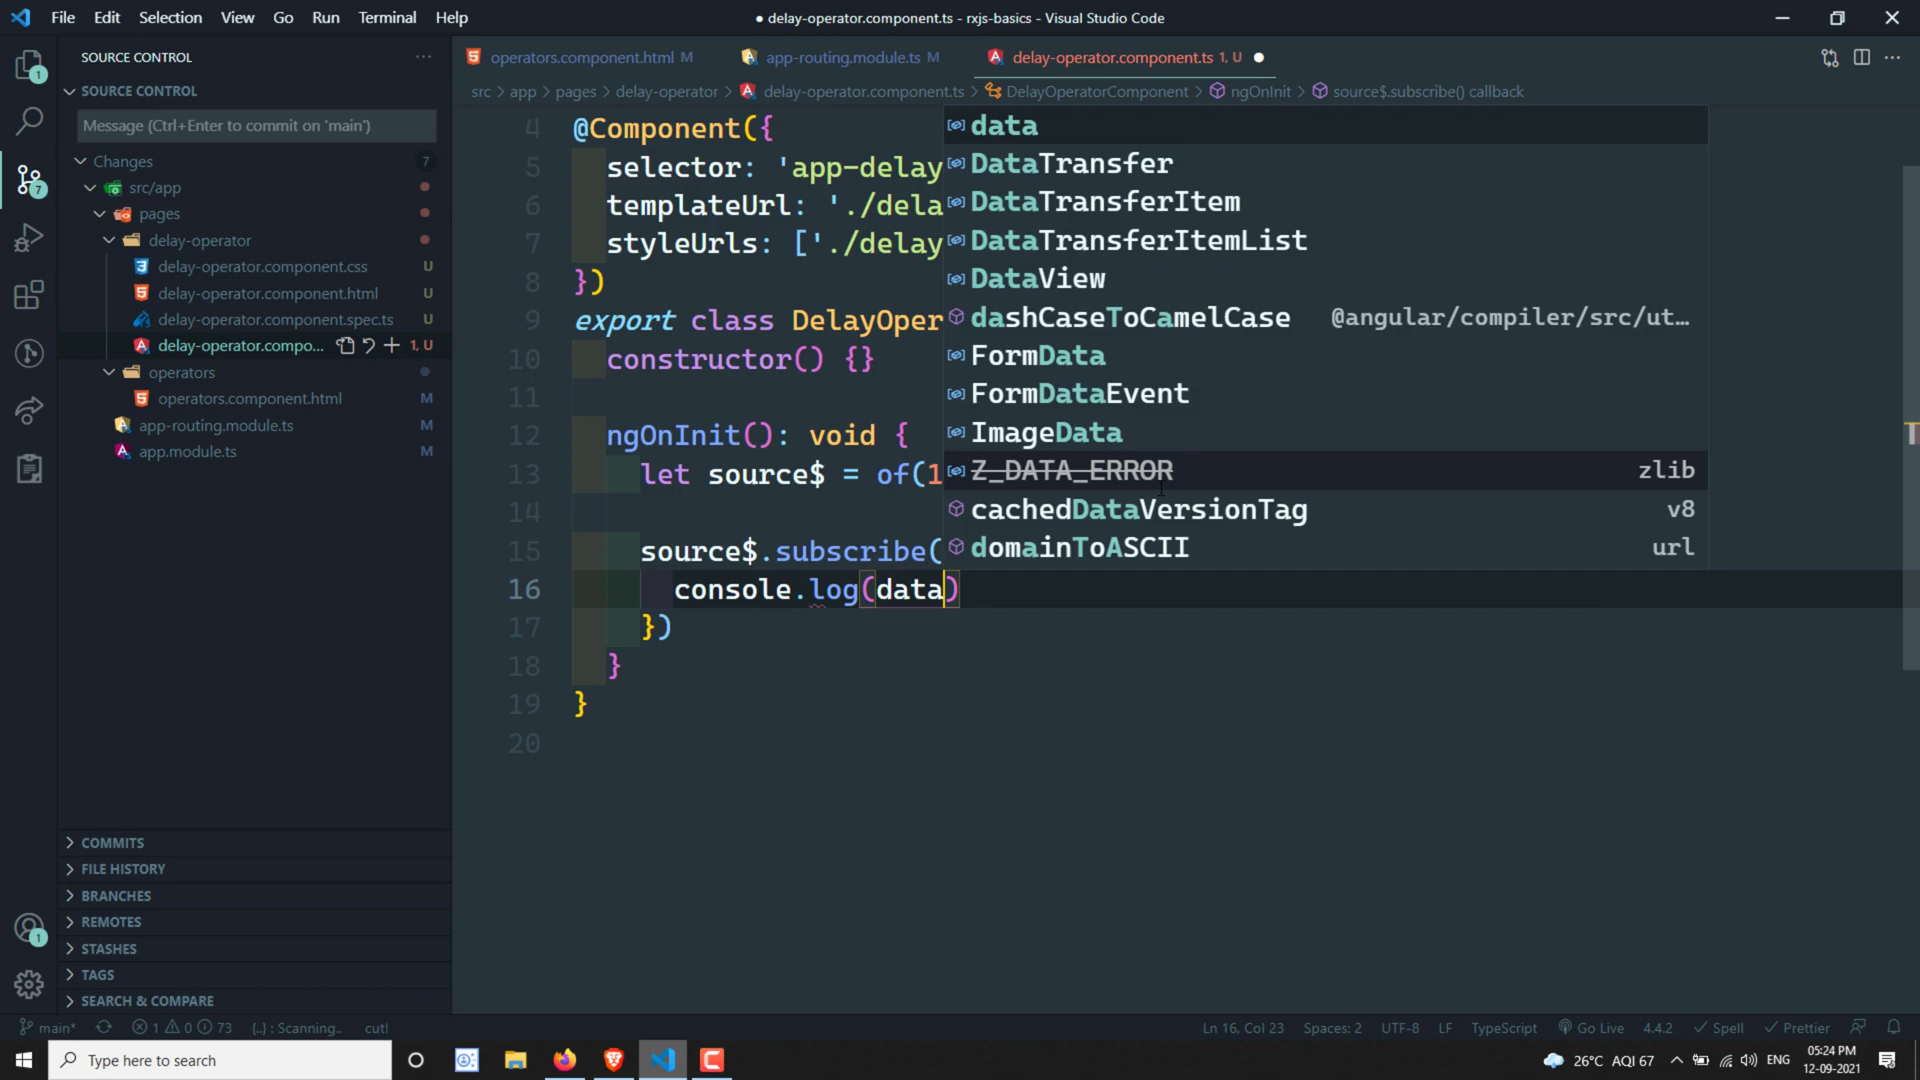 File Edit Selection View Go Run Terminal Help
● delay-operator.component.ts - rxjs-basics - Visual Studio Code
SOURCE CONTROL
SOURCE CONTROL
Message (Ctrl+Enter to commit on 'main')
Changes 7
src/app
pages
delay-operator
delay-operator.component.css U
delay-operator.component.html U
delay-operator.component.spec.ts U
delay-operator.compo... 1, U
operators
operators.component.html M
app-routing.module.ts M
app.module.ts M
COMMITS
FILE HISTORY
BRANCHES
REMOTES
STASHES
TAGS
SEARCH & COMPARE
1
7
1
operators.component.html M
app-routing.module.ts M
delay-operator.component.ts 1, U
src > app > pages > delay-operator > delay-operator.component.ts > DelayOperatorComponent > ngOnInit > source$.subscribe() callback
4 @Component({
5 selector: 'app-delay
6 templateUrl: './dela
7 styleUrls: ['./delay
8 })
9 export class DelayOper
10 constructor() {}
11
12 ngOnInit(): void {
13 let source$ = of(1
14
15 source$.subscribe(
16 console.log(data)
17 })
18 }
19 }
20
data
DataTransfer
DataTransferItem
DataTransferItemList
DataView
dashCaseToCamelCase @angular/compiler/src/ut…
FormData
FormDataEvent
ImageData
Z_DATA_ERROR zlib
cachedDataVersionTag v8
domainToASCII url
main* 1 0 73 {..} : Scanning.. cut! Ln 16, Col 23 Spaces: 2 UTF-8 LF TypeScript Go Live 4.4.2 Spell Prettier
Type here to search
26°C AQI 67 ENG
05:24 PM
12-09-2021